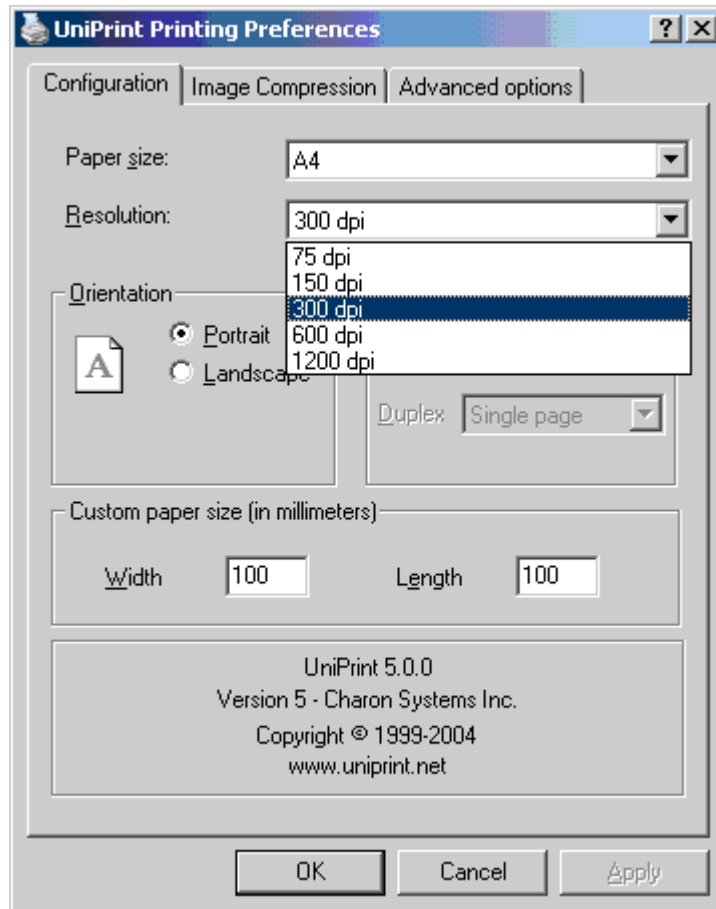 UniPrint Printing Preferences
Configuration Image Compression Advanced options
Paper size: A4
Resolution: 300 dpi
75 dpi
150 dpi
300 dpi
600 dpi
1200 dpi
Orientation
A
Portrait
Landscape
Duplex Single page
Custom paper size (in millimeters)
Width 100 Length 100
UniPrint 5.0.0
Version 5 - Charon Systems Inc.
Copyright © 1999-2004
www.uniprint.net
OK Cancel Apply